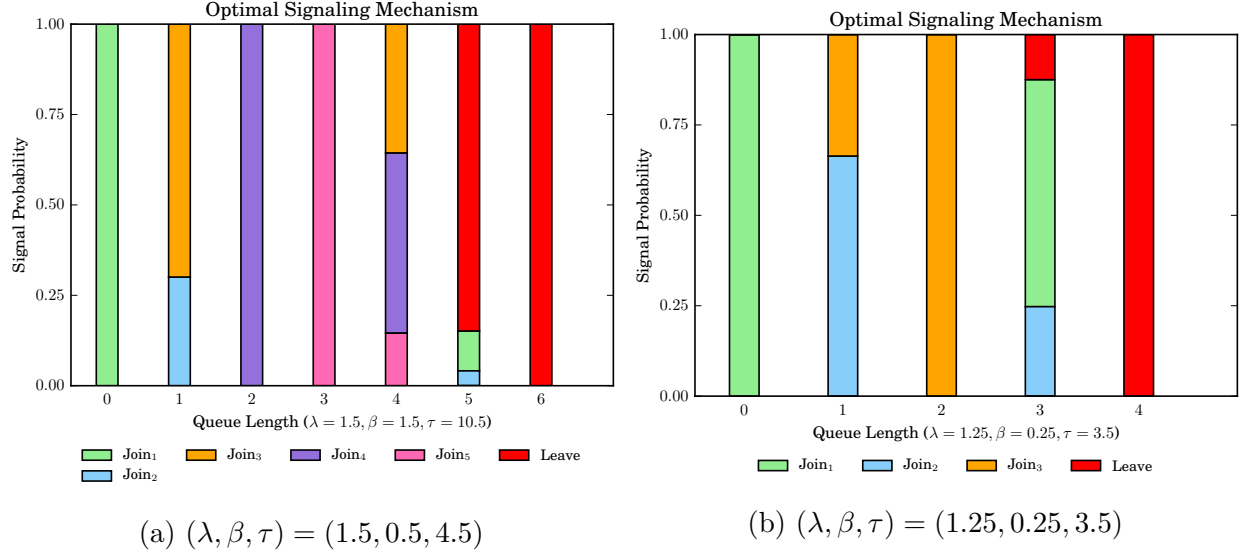 Optimal Signaling Mechanism
Signal Probability
1.00
0.75
0.50
0.25
0.00
0 1 2 3 4 5 6
Queue Length (λ = 1.5, β = 1.5, τ = 10.5)
Join₁ Join₃ Join₄ Join₅ Leave
Join₂
(a) (λ, β, τ) = (1.5, 0.5, 4.5)
Optimal Signaling Mechanism
Signal Probability
1.00
0.75
0.50
0.25
0.00
0 1 2 3 4
Queue Length (λ = 1.25, β = 0.25, τ = 3.5)
Join₁ Join₂ Join₃ Leave
(b) (λ, β, τ) = (1.25, 0.25, 3.5)